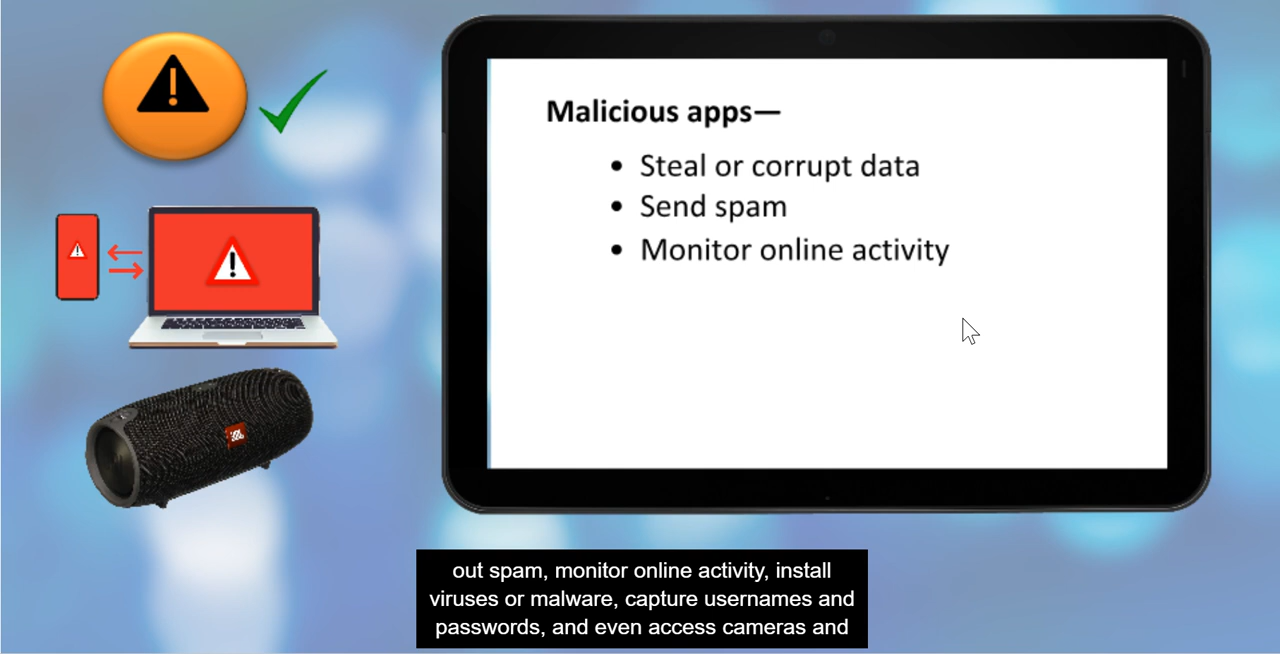 Malicious apps—
• Steal or corrupt data
• Send spam
• Monitor online activity
JBL
out spam, monitor online activity, install
viruses or malware, capture usernames and
passwords, and even access cameras and